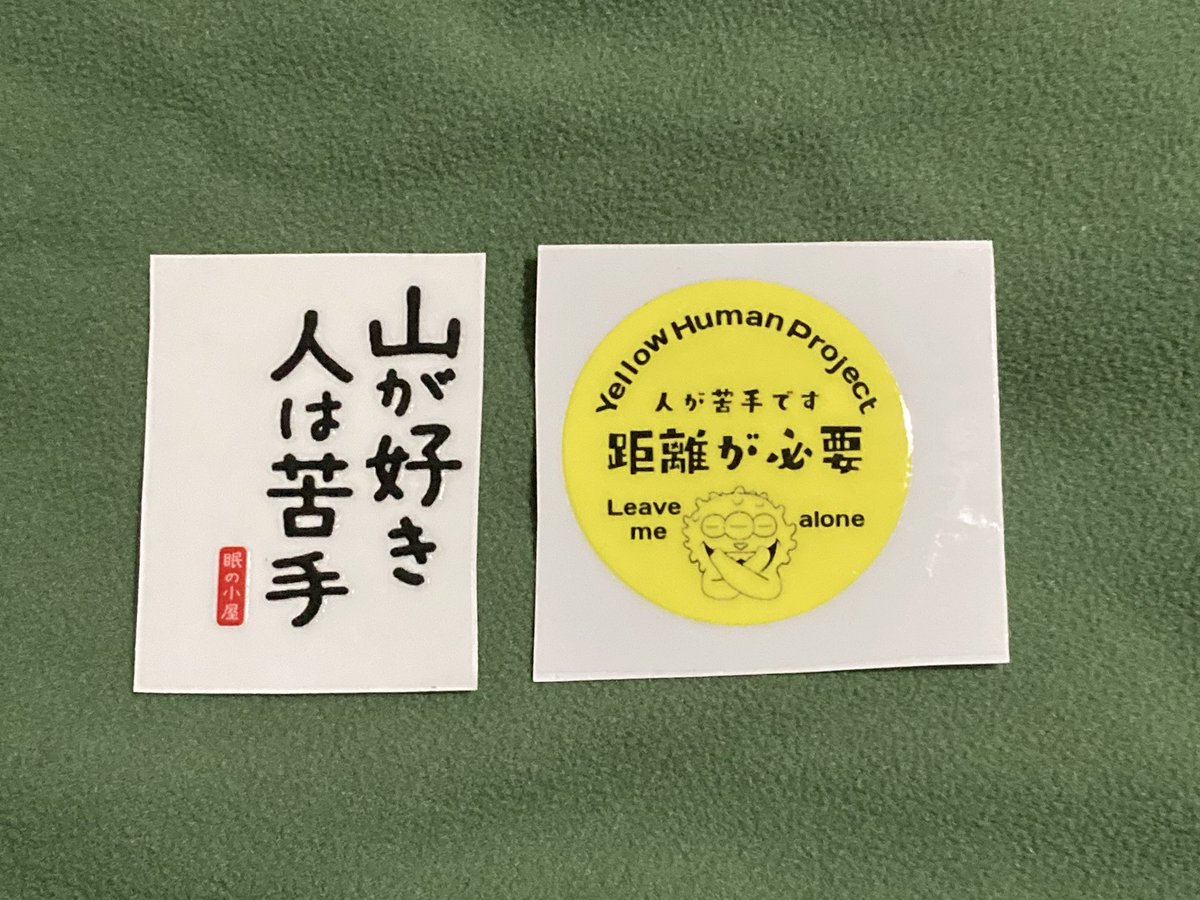 山が好き
人は苦手
眠の小屋
Yellow Human Project
人が苦手です
距離が必要
Leave me alone